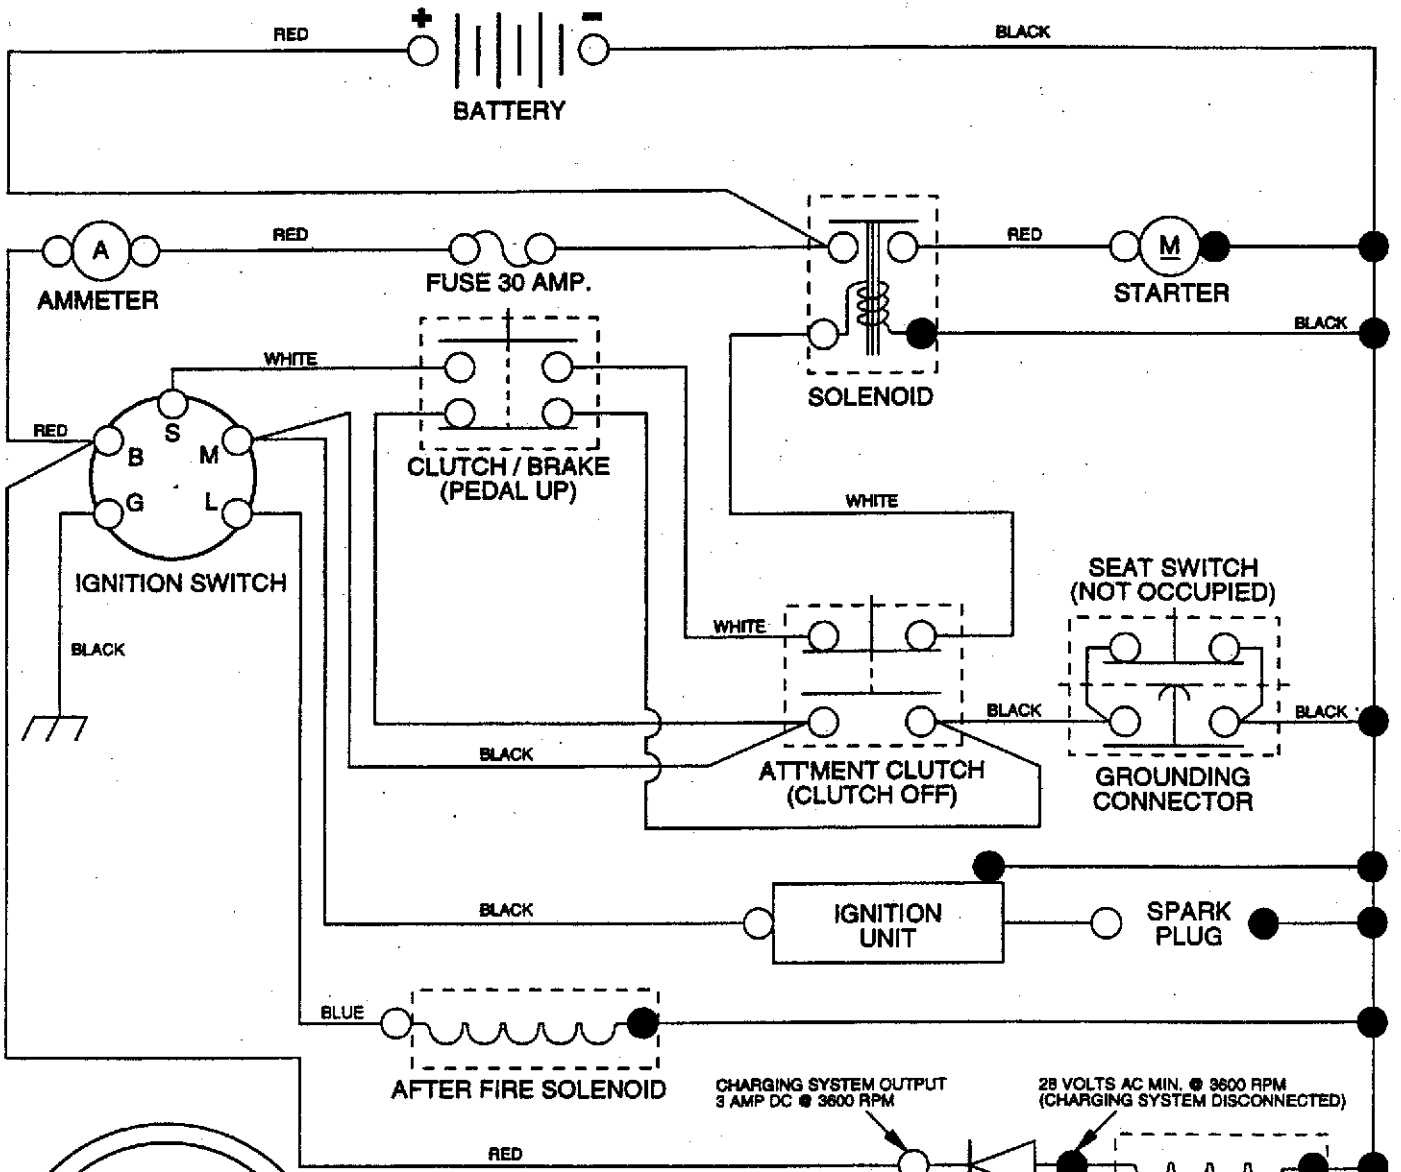 + −
RED
BLACK
BATTERY
A
RED
RED
M
FUSE 30 AMP.
AMMETER
STARTER
BLACK
WHITE
SOLENOID
RED
S
B
M
CLUTCH / BRAKE
(PEDAL UP)
G
L
WHITE
IGNITION SWITCH
SEAT SWITCH
(NOT OCCUPIED)
WHITE
BLACK
BLACK
BLACK
BLACK
ATT'MENT CLUTCH
(CLUTCH OFF)
GROUNDING
CONNECTOR
BLACK
IGNITION
UNIT
SPARK
PLUG
BLUE
AFTER FIRE SOLENOID
CHARGING SYSTEM OUTPUT
3 AMP DC @ 3600 RPM
28 VOLTS AC MIN. @ 3600 RPM
(CHARGING SYSTEM DISCONNECTED)
RED